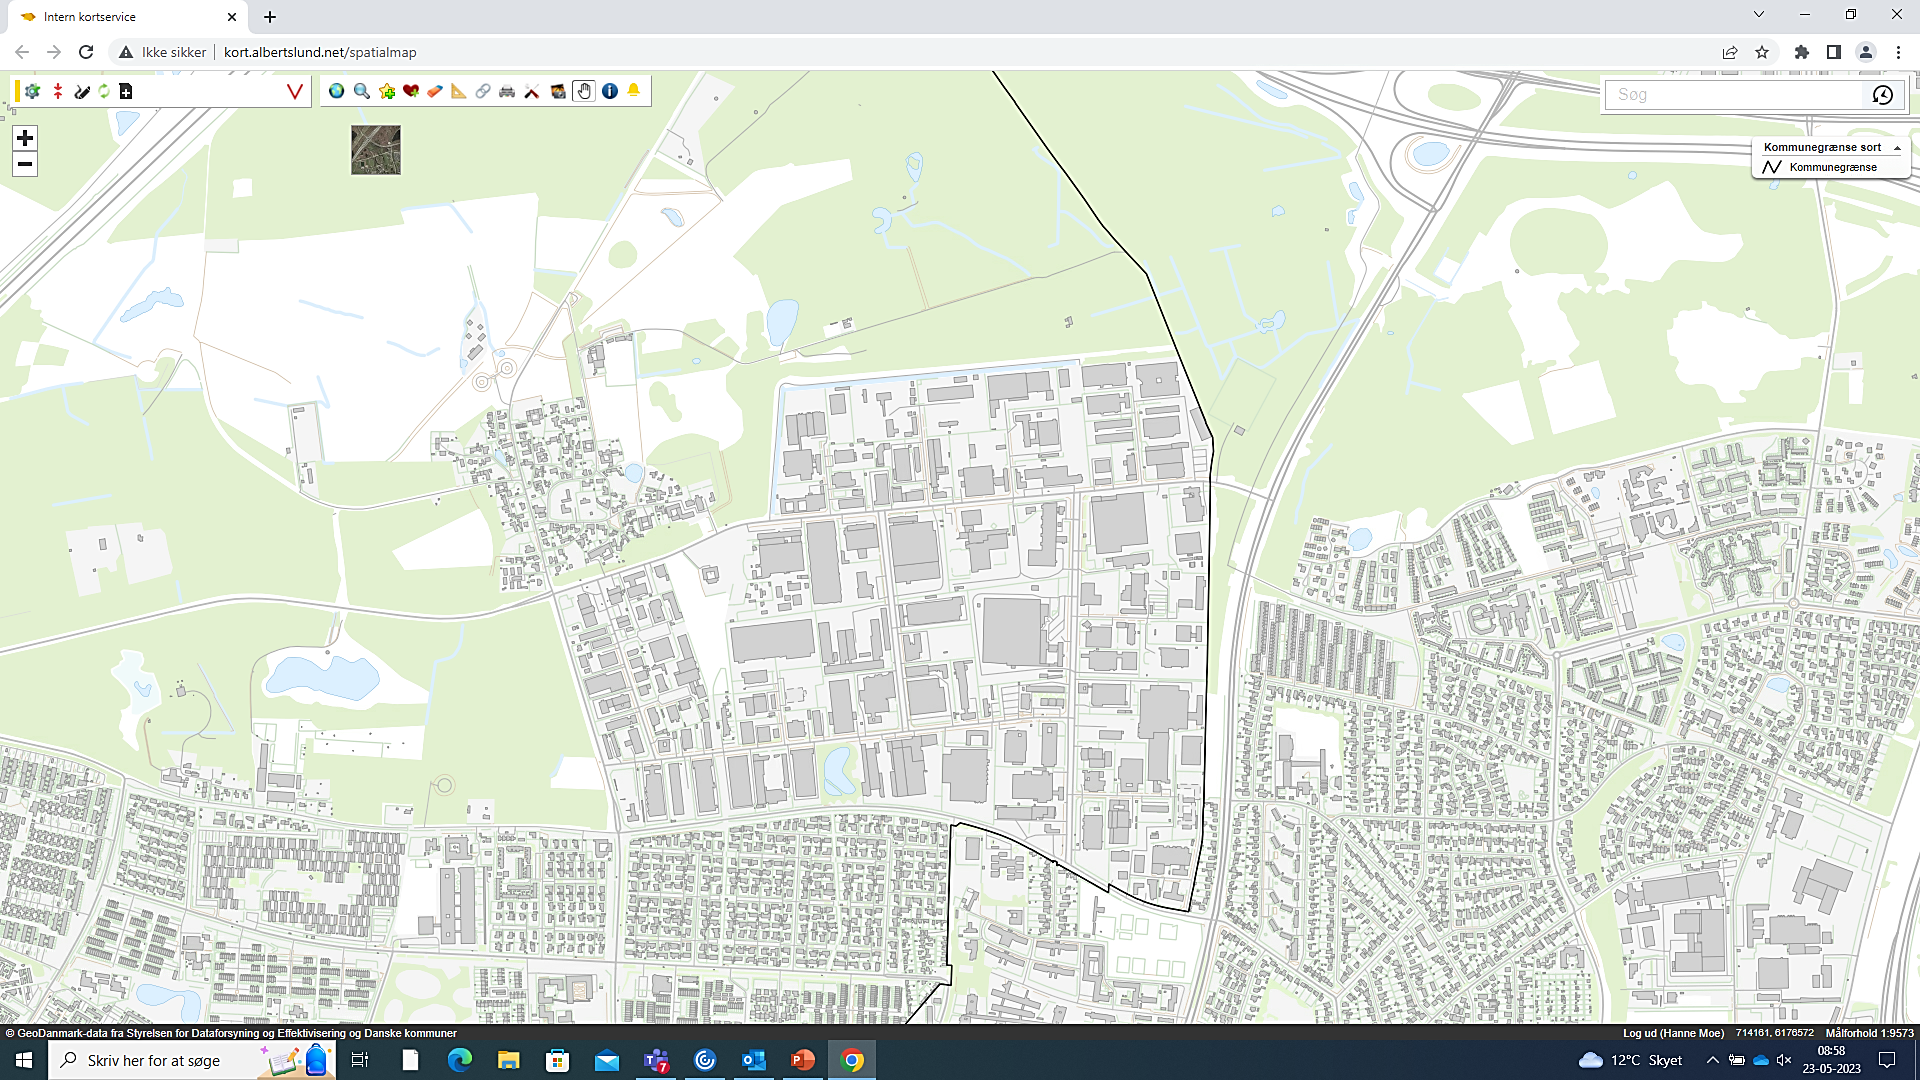 Intern kortservice
Ikke sikker
kort.albertslund.net/spatialmap
Søg
Kommunegrænse sort
Kommunegrænse
© GeoDanmark-data fra Styrelsen for Dataforsyning og Effektivisering og Danske kommuner
Log ud (Hanne Moe)
714161, 6176572
Målforhold 1:9573
Skriv her for at søge
7
12°C Skyet
08:58
23-05-2023